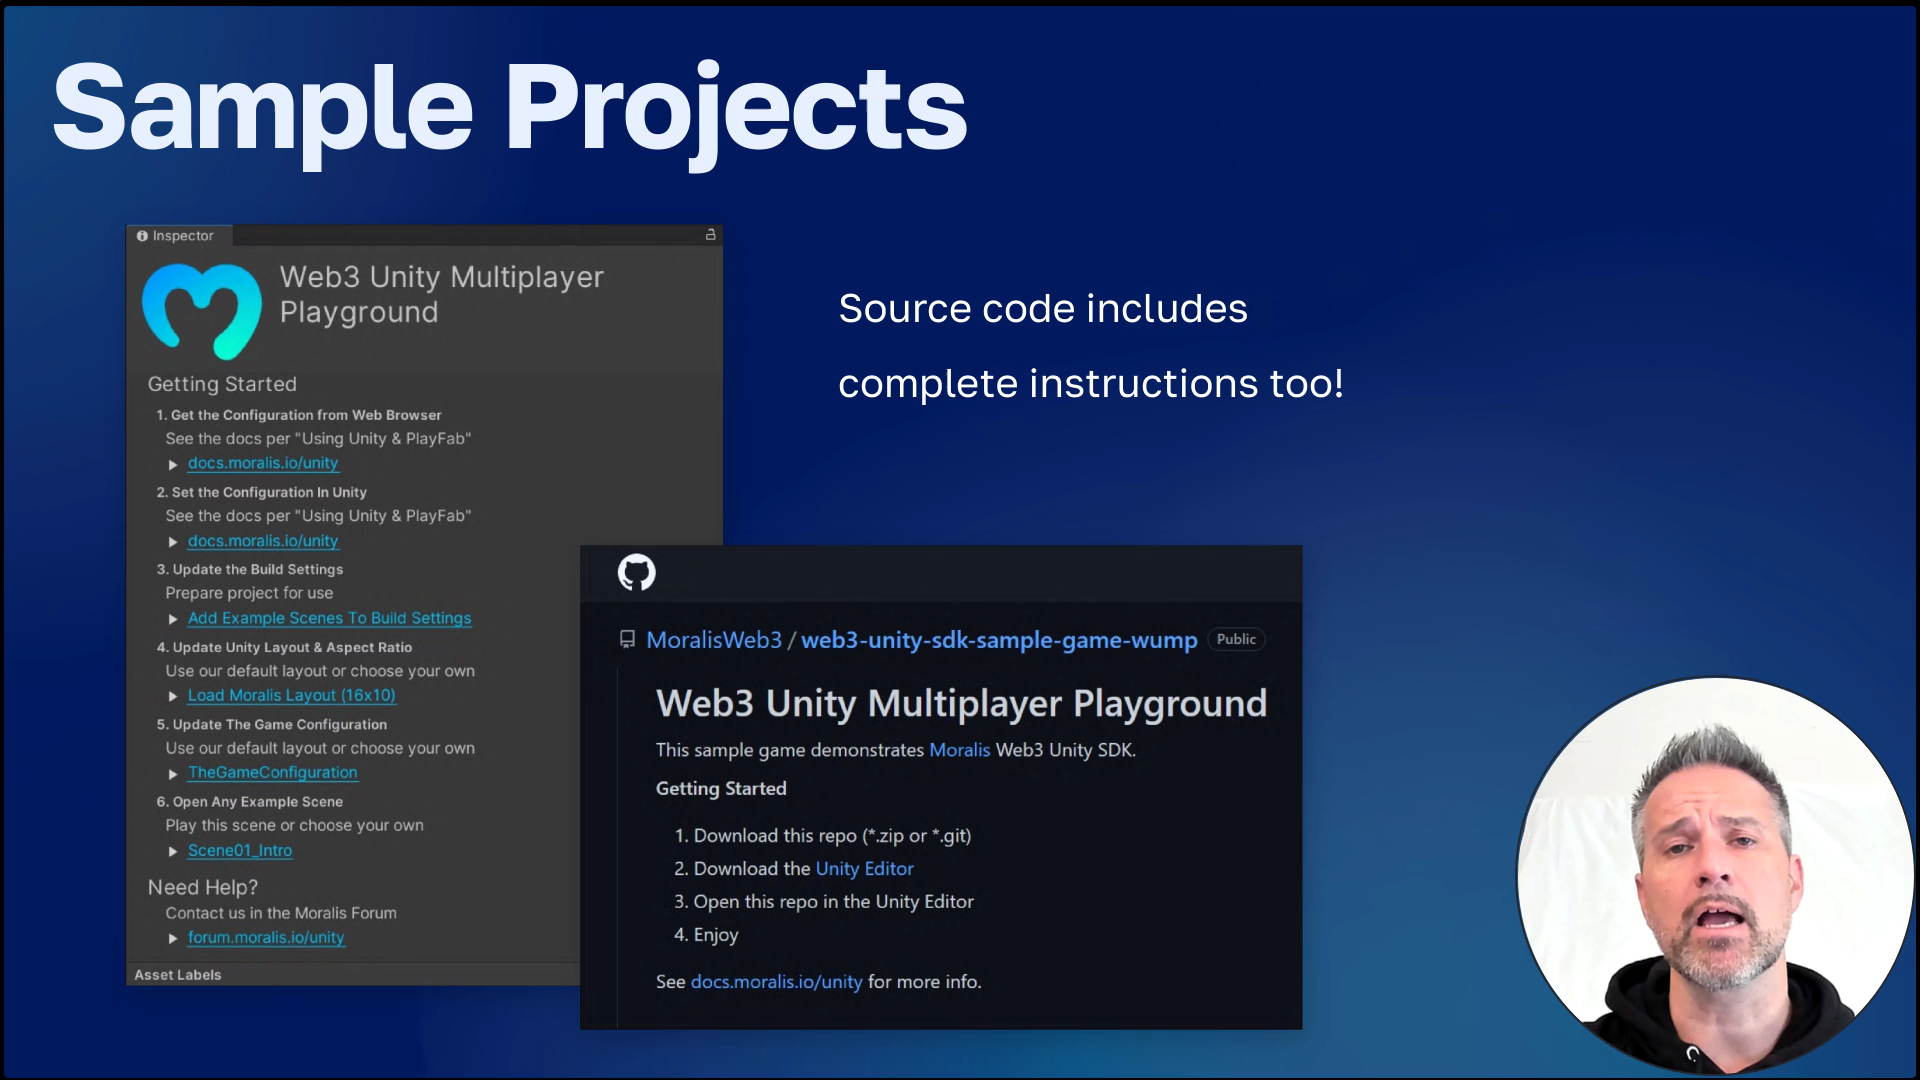 Sample Projects
Inspector
Web3 Unity Multiplayer
Playground
Getting Started
1. Get the Configuration from Web Browser
See the docs per "Using Unity & PlayFab"
docs.moralis.io/unity
2. Set the Configuration In Unity
See the docs per "Using Unity & PlayFab"
docs.moralis.io/unity
3. Update the Build Settings
Prepare project for use
Add Example Scenes To Build Settings
4. Update Unity Layout & Aspect Ratio
Use our default layout or choose your own
Load Moralis Layout (16x10)
5. Update The Game Configuration
Use our default layout or choose your own
TheGameConfiguration
6. Open Any Example Scene
Play this scene or choose your own
Scene01_Intro
Need Help?
Contact us in the Moralis Forum
forum.moralis.io/unity
Asset Labels
Source code includes
complete instructions too!
MoralisWeb3 / web3-unity-sdk-sample-game-wump Public
Web3 Unity Multiplayer Playground
This sample game demonstrates Moralis Web3 Unity SDK.
Getting Started
1. Download this repo (*.zip or *.git)
2. Download the Unity Editor
3. Open this repo in the Unity Editor
4. Enjoy
See docs.moralis.io/unity for more info.